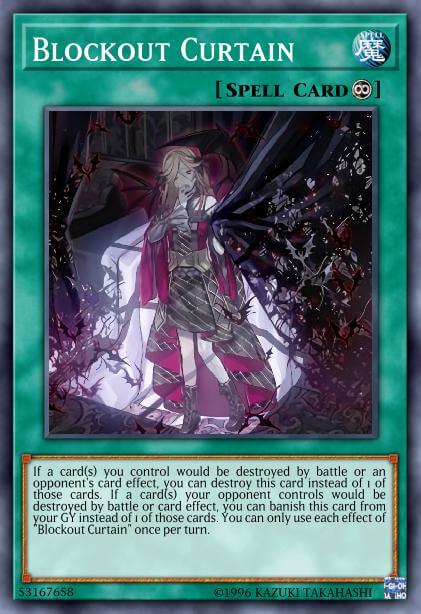 Blockout Curtain
SPELL
魔
[Spell Card]
If a card(s) you control would be destroyed by battle or an
opponent's card effect, you can destroy this card instead of 1 of
those cards. If a card(s) your opponent controls would be
destroyed by battle or card effect, you can banish this card from
your GY instead of 1 of those cards. You can only use each effect of
"Blockout Curtain" once per turn.
53167658
©1996 KAZUKI TAKAHASHI